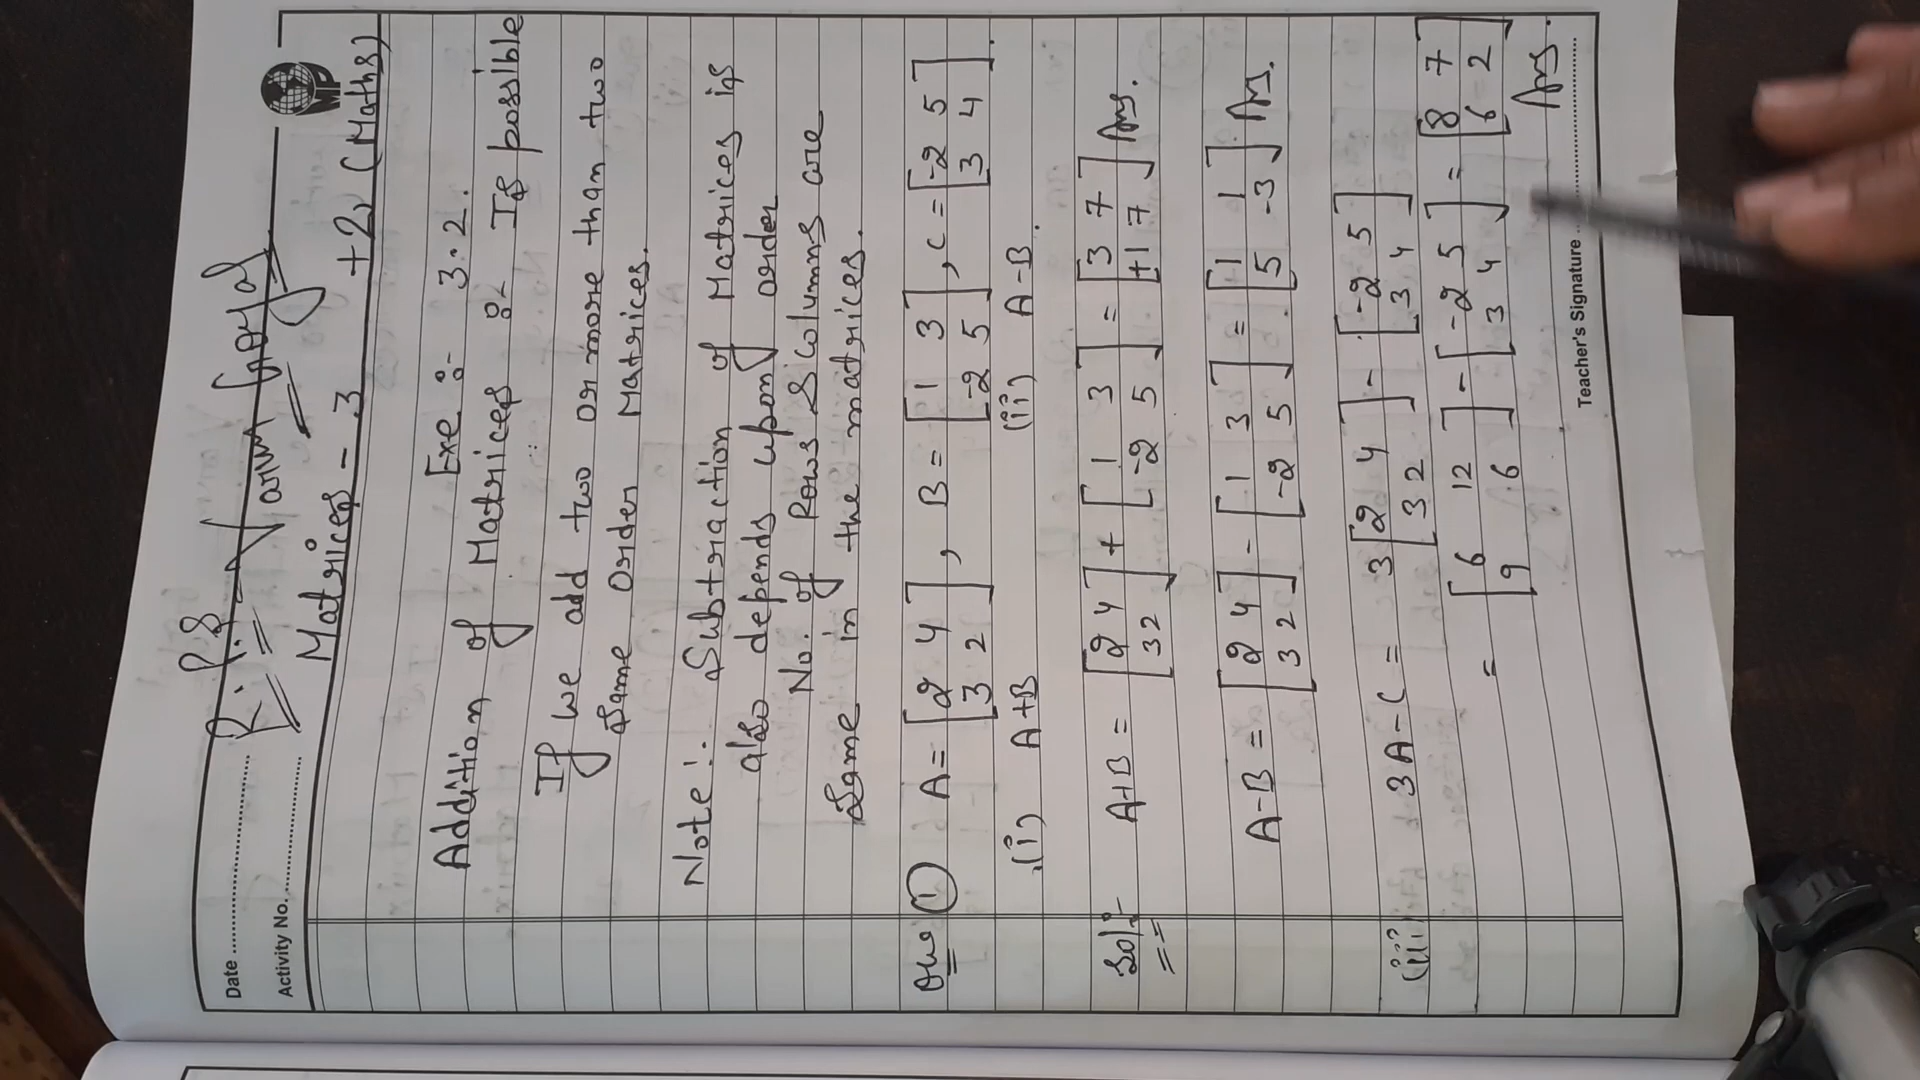 Date
P.S
Activity No.
R.P. Varun Goyal
Matrices - 3 +2, (Maths)
Exe :- 3.2.
Addition of Matrices :- If possible
If we add two or more than two
Same Order Matrices.
Note:- Subtraction of Matrices is
also depends upon order
No. of Rows & Columns are
Same in the matrices.
Que ① A = [2 4 , B = [1 3 , C = [-2 5
3 2] -2 5] 3 4].
(i) A+B (ii) A-B.
Sol:- A+B = [2 4 + [1 3 = [3 7
3 2] -2 5] +1 7] Ans.
A-B = [2 4 - [1 3 = [1 1
3 2] -2 5] 5 -3] Ans.
(iii) 3A-C = 3[2 4 - [-2 5
3 2] 3 4]
= [6 12 - [-2 5 = [8 7
9 6] 3 4] 6 2]
Ans.
Teacher's Signature